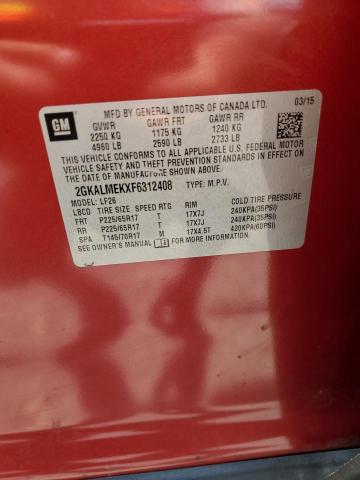 GM
MFD BY GENERAL MOTORS OF CANADA LTD. 03/15
GVWR GAWR FRT GAWR RR
2250 KG 1175 KG 1240 KG
4960 LB 2590 LB 2733 LB
THIS VEHICLE CONFORMS TO ALL APPLICABLE U.S. FEDERAL MOTOR
VEHICLE SAFETY, BUMPER, AND THEFT PREVENTION STANDARDS IN
EFFECT ON THE DATE OF MANUFACTURE SHOWN ABOVE.
2GKALMEKXF6312408 TYPE: M.P.V.
MODEL: LF26
LBCD TIRE SIZE SPEED RTG RIM COLD TIRE PRESSURE
FRT P225/65R17 T 17X7J 240KPA(35PSI)
RR P225/65R17 T 17X7J 240KPA(35PSI)
SPA T145/70R17 M 17X4.5T 420KPA(60PSI)
SEE OWNER'S MANUAL FOR MORE INFORMATION.